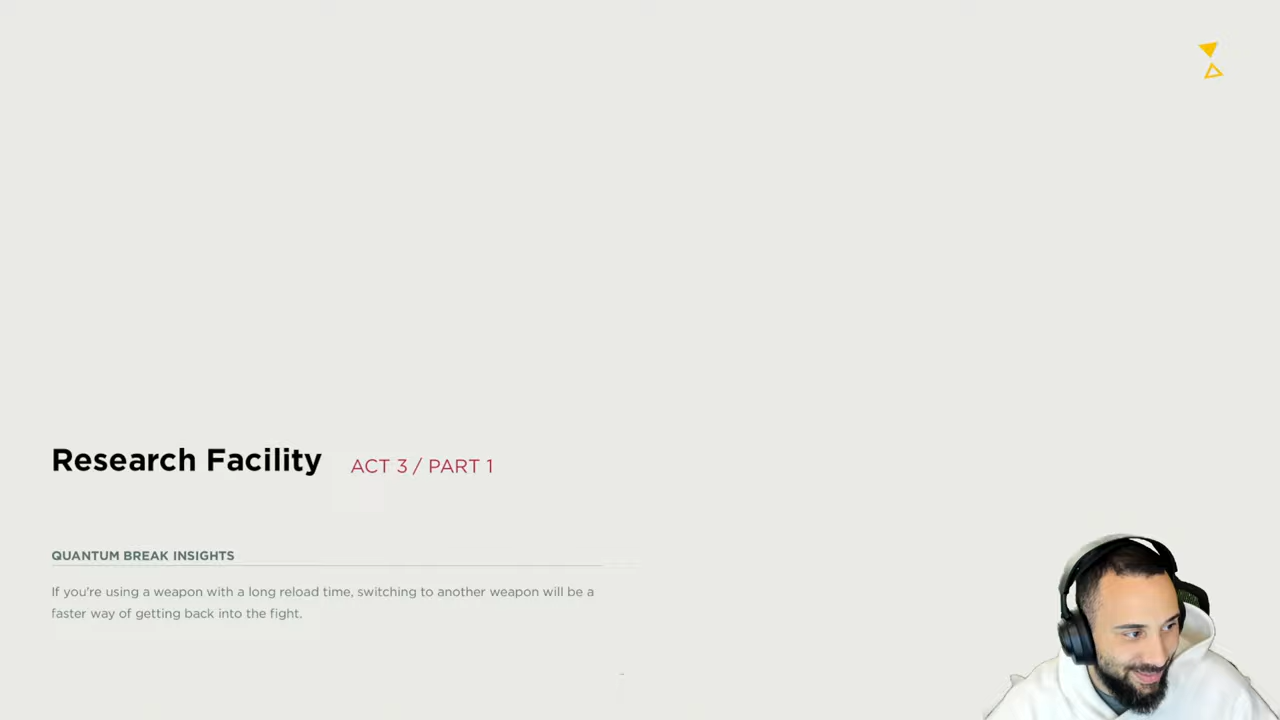 Research Facility ACT 3 / PART 1
QUANTUM BREAK INSIGHTS
If you're using a weapon with a long reload time, switching to another weapon will be a
faster way of getting back into the fight.